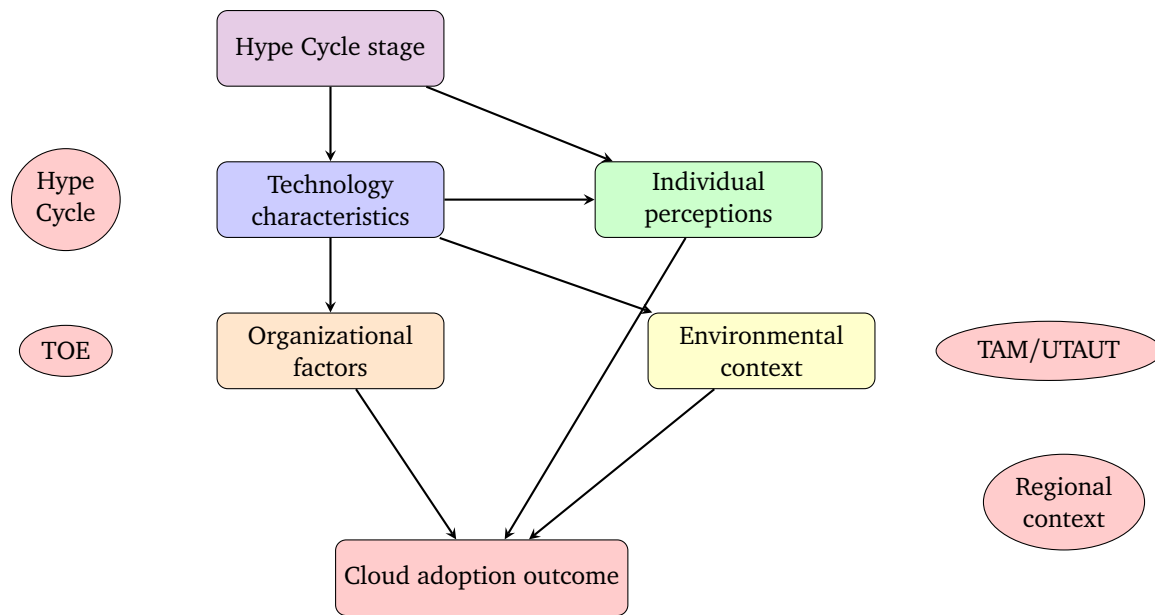 Hype Cycle stage
Hype
Cycle
Technology
characteristics
Individual
perceptions
TOE
Organizational
factors
Environmental
context
TAM/UTAUT
Regional
context
Cloud adoption outcome